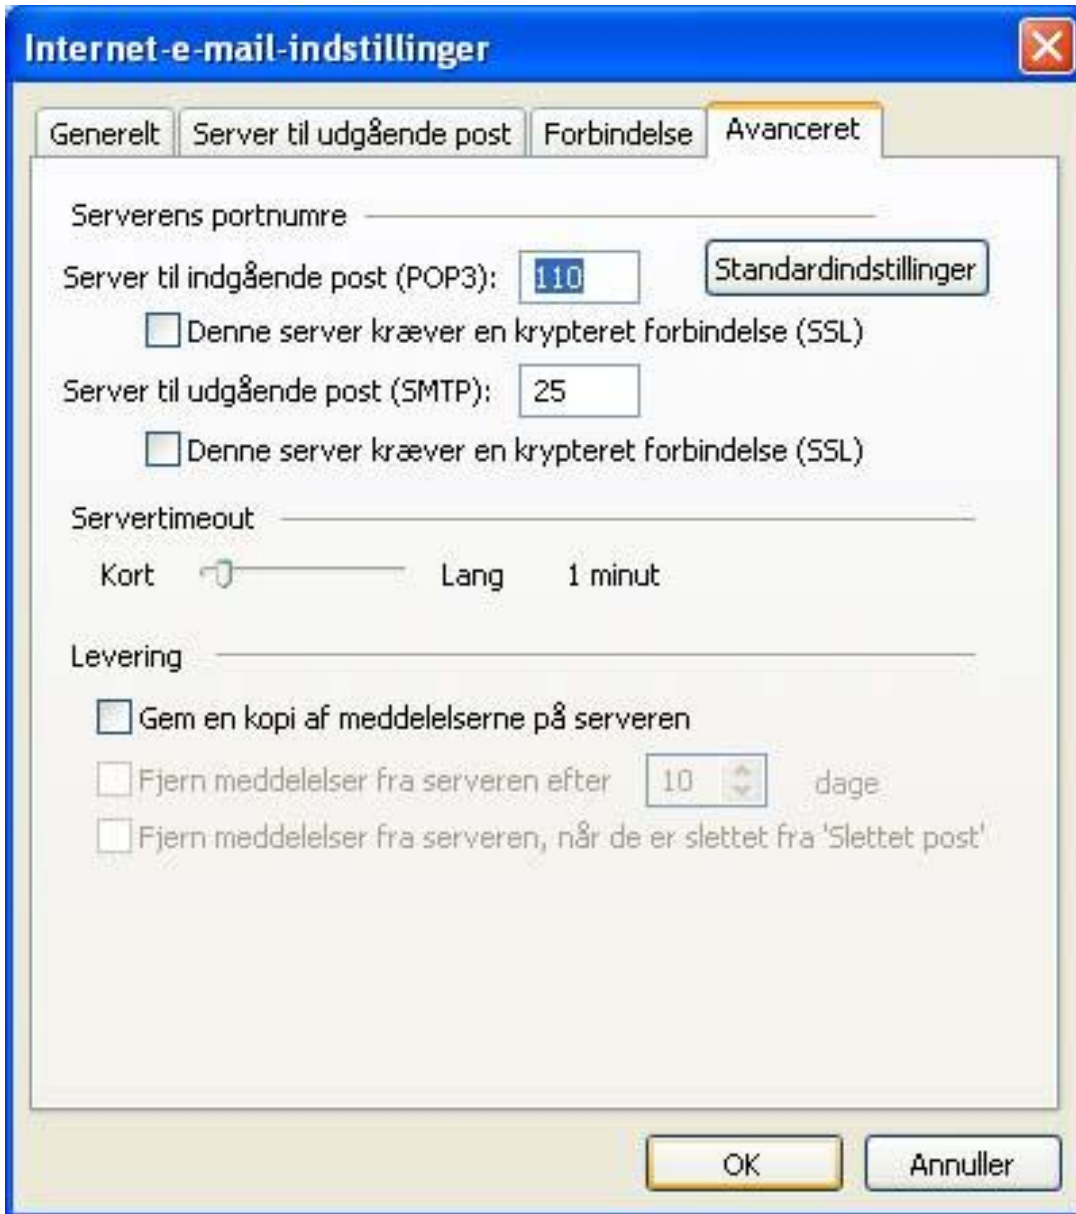 Internet-e-mail-indstillinger
Generelt Server til udgående post Forbindelse Avanceret
Serverens portnumre
Server til indgående post (POP3): 110 Standardindstillinger
Denne server kræver en krypteret forbindelse (SSL)
Server til udgående post (SMTP): 25
Denne server kræver en krypteret forbindelse (SSL)
Servertimeout
Kort Lang 1 minut
Levering
Gem en kopi af meddelelserne på serveren
Fjern meddelelser fra serveren efter 10 dage
Fjern meddelelser fra serveren, når de er slettet fra 'Slettet post'
OK Annuller